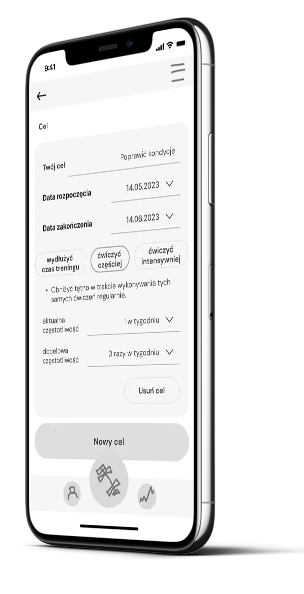 9:41
Cel
Twój cel Poprawić kondycję
Data rozpoczęcia 14.05.2023
Data zakończenia 14.06.2023
wydłużyć
czas treningu
ćwiczyć
częściej
ćwiczyć
intensywniej
• Obniżyć tętno w trakcie wykonywania tych
samych ćwiczeń regularnie.
aktualna
częstotliwość
1 w tygodniu
docelowa
częstotliwość
3 razy w tygodniu
Usuń cel
Nowy cel